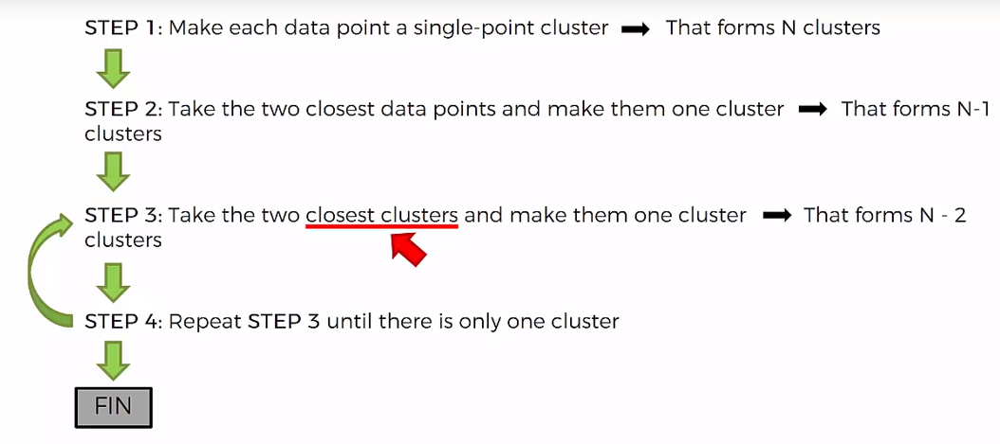 STEP 1: Make each data point a single-point cluster ➡ That forms N clusters
STEP 2: Take the two closest data points and make them one cluster ➡ That forms N-1
clusters
STEP 3: Take the two closest clusters and make them one cluster ➡ That forms N - 2
clusters
STEP 4: Repeat STEP 3 until there is only one cluster
FIN